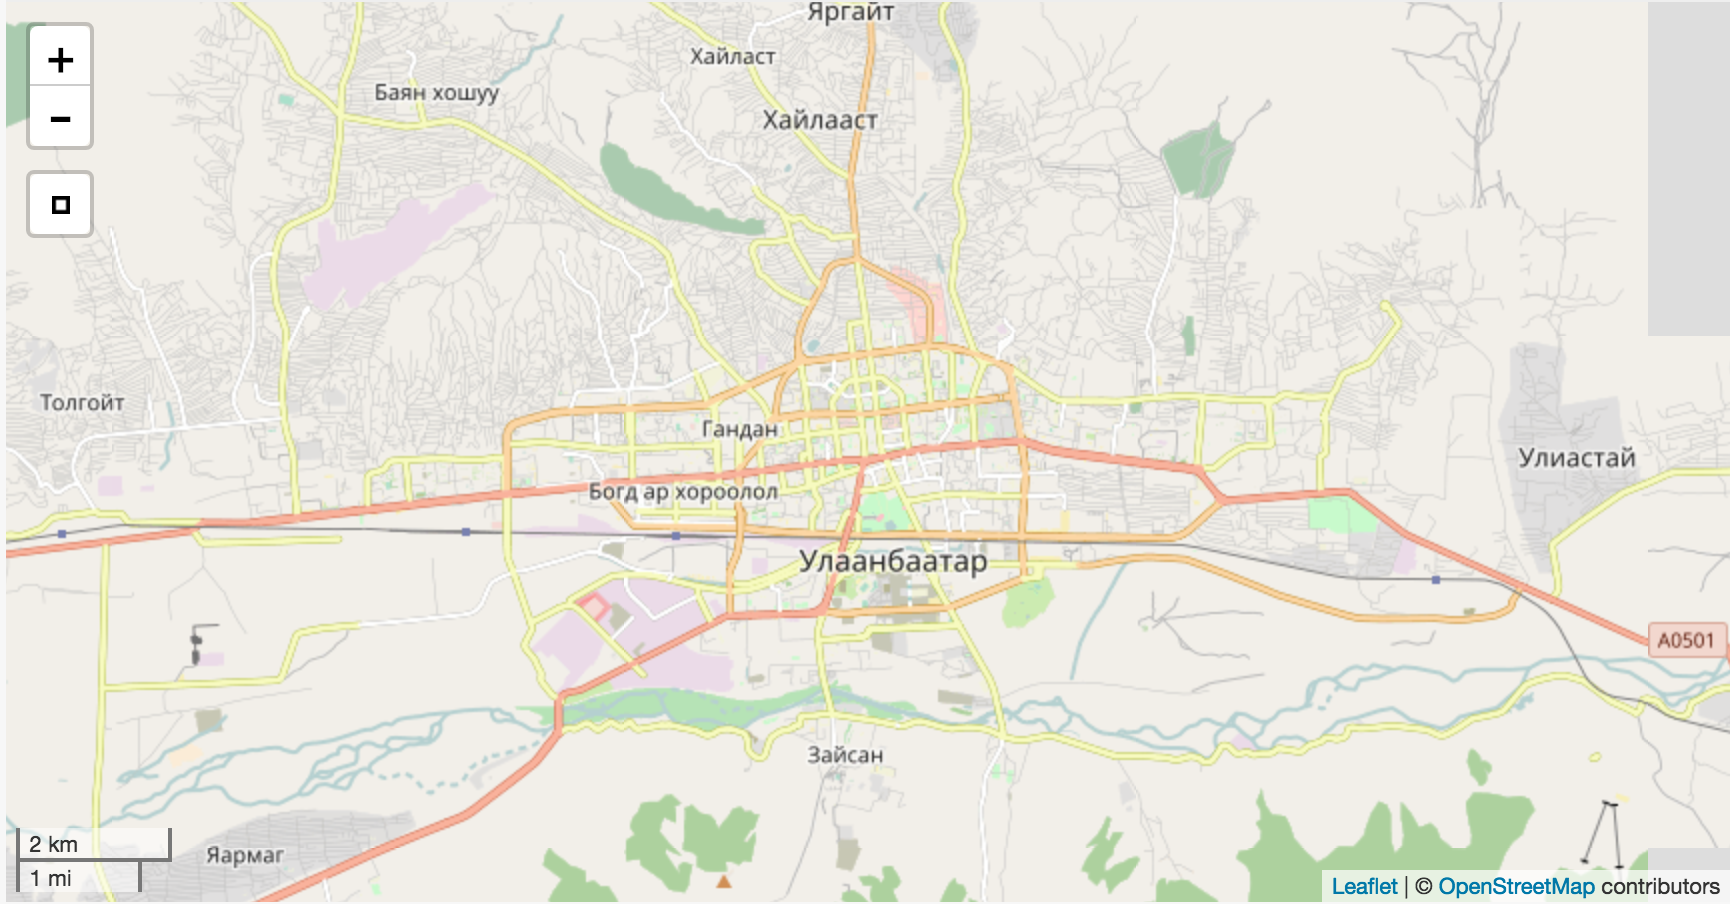 Яргайт
Хайласт
+
Баян хошуу
Хайлааст
−
Толгойт
Гандан
Улиастай
Богд ар хороолол
Улаанбаатар
A0501
Зайсан
2 km
Яармаг
1 mi
Leaflet | © OpenStreetMap contributors